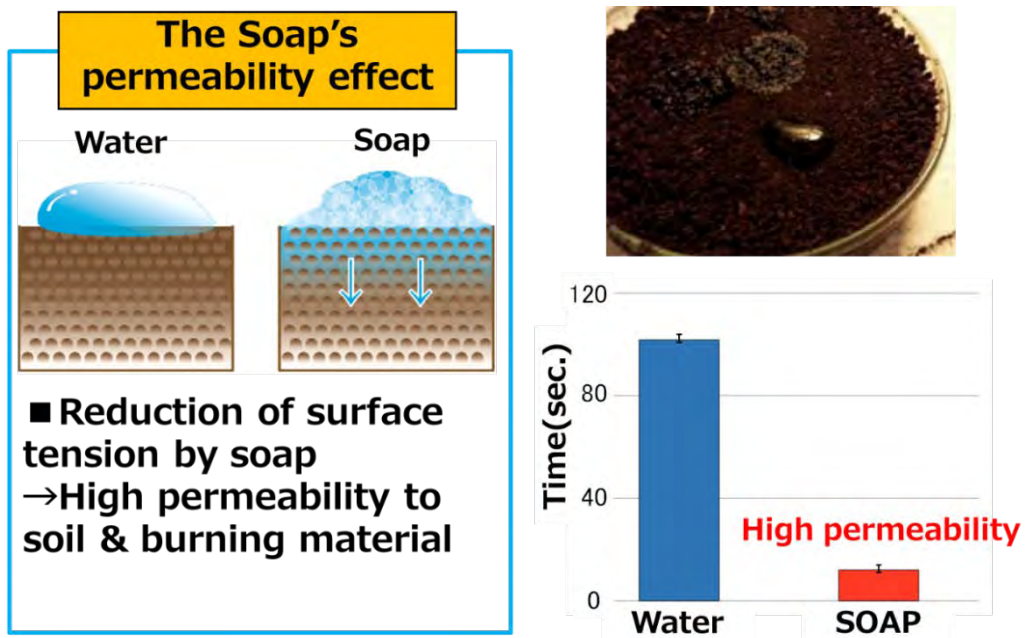 The Soap's
permeability effect
Water
Soap
■Reduction of surface
tension by soap
→High permeability to
soil & burning material
120
80
40
0
Time(sec.)
High permeability
Water
SOAP